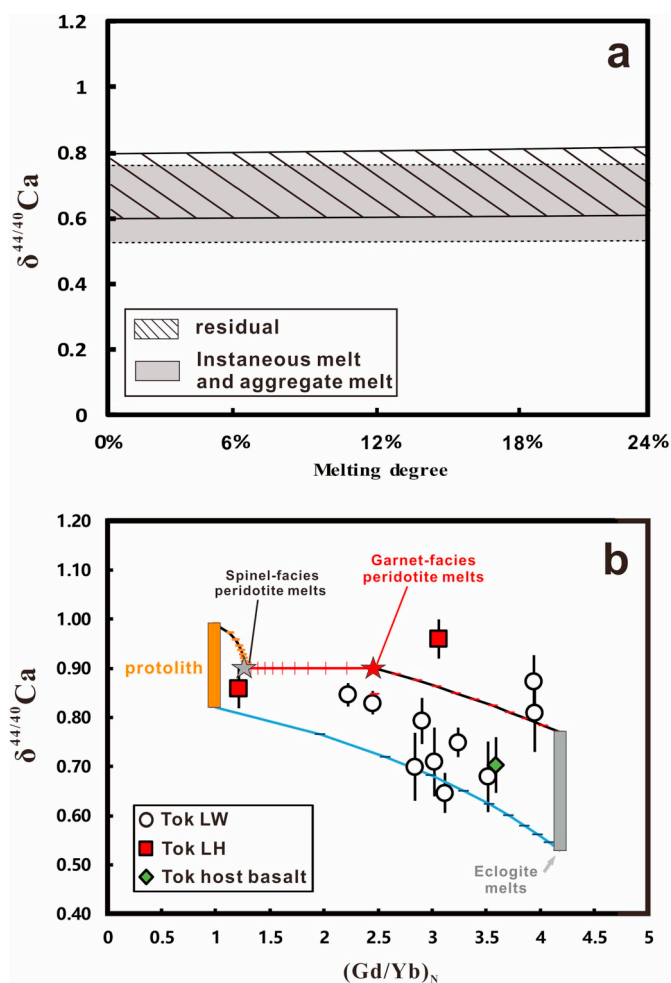 a
1.2
1
0.8
0.6
0.4
0.2
0
δ44/40Ca
residual
Instaneous melt
and aggregate melt
0% 6% 12% 18% 24%
Melting degree
b
1.20
1.10
1.00
0.90
0.80
0.70
0.60
0.50
0.40
δ44/40Ca
Garnet-facies
peridotite melts
Spinel-facies
peridotite melts
protolith
Tok LW
Tok LH
Tok host basalt
Eclogite
melts
0 0.5 1 1.5 2 2.5 3 3.5 4 4.5 5
(Gd/Yb)N